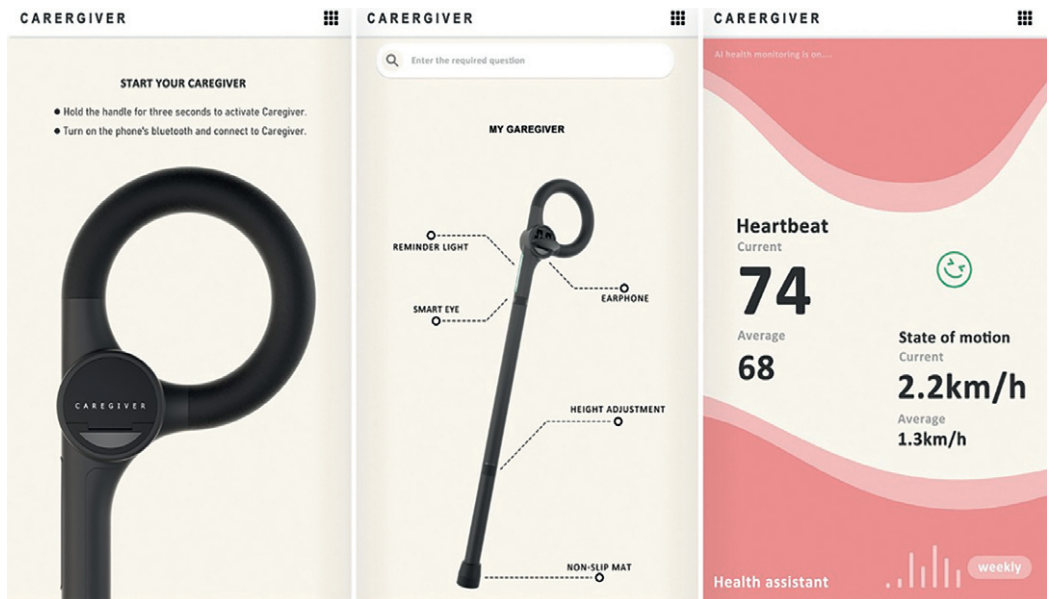 CARERGIVER
START YOUR CAREGIVER
Hold the handle for three seconds to activate Caregiver.
Turn on the phone's bluetooth and connect to Caregiver.
CAREGIVER
CARERGIVER
Enter the required question
MY GAREGIVER
REMINDER LIGHT
EARPHONE
SMART EYE
HEIGHT ADJUSTMENT
NON-SLIP MAT
CARERGIVER
AI health monitoring is on....
Heartbeat
Current
74
Average
68
State of motion
Current
2.2km/h
Average
1.3km/h
Health assistant
weekly